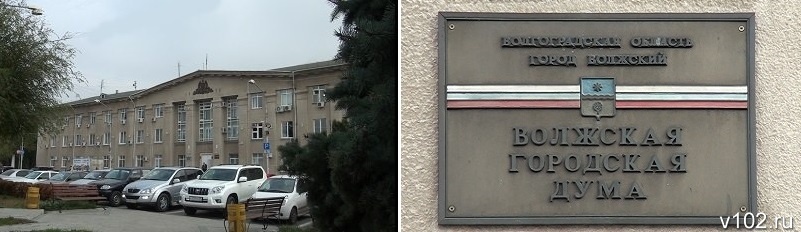 ВОЛГОГРАДСКАЯ ОБЛАСТЬ
ГОРОД ВОЛЖСКИЙ
ВОЛЖСКАЯ
ГОРОДСКАЯ
ДУМА
v102.ru